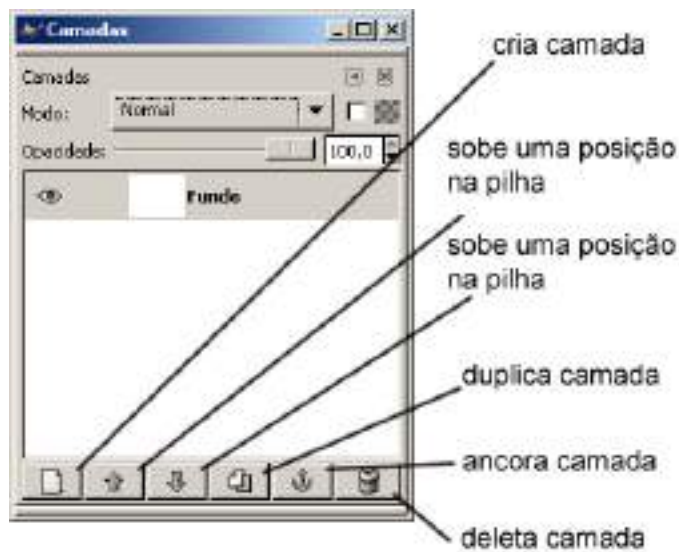 Camadas
Camadas
Modo: Normal
Opacidade: 100,0
Fundo
cria camada
sobe uma posição
na pilha
sobe uma posição
na pilha
duplica camada
ancora camada
deleta camada